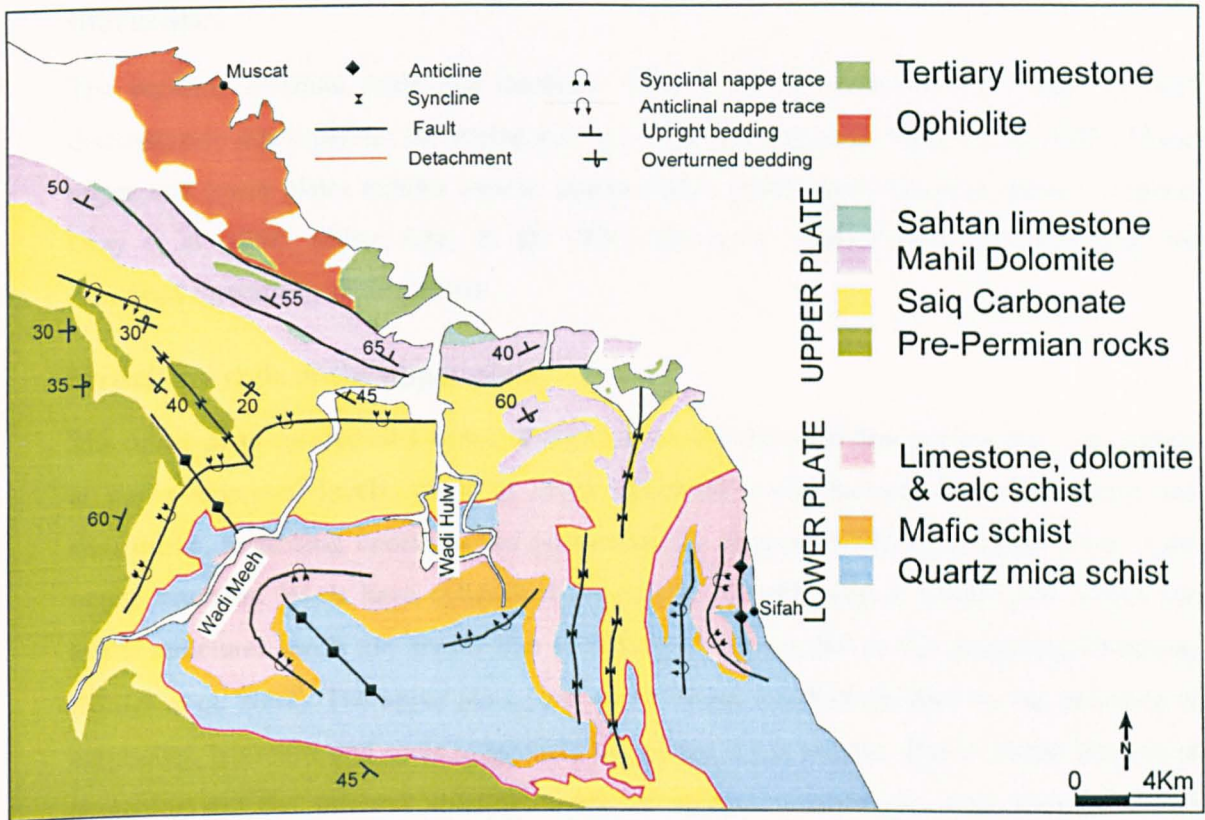 Muscat
Anticline
Syncline
Fault
Detachment
Synclinal nappe trace
Anticlinal nappe trace
Upright bedding
Overturned bedding
Tertiary limestone
Ophiolite
UPPER PLATE
Sahtan limestone
Mahil Dolomite
Saiq Carbonate
Pre-Permian rocks
LOWER PLATE
Limestone, dolomite
& calc schist
Mafic schist
Quartz mica schist
50
55
65
40
30
30
35
40
20
45
60
60
Wadi Meeh
Wadi Hulw
Sifah
45
N
0 4Km